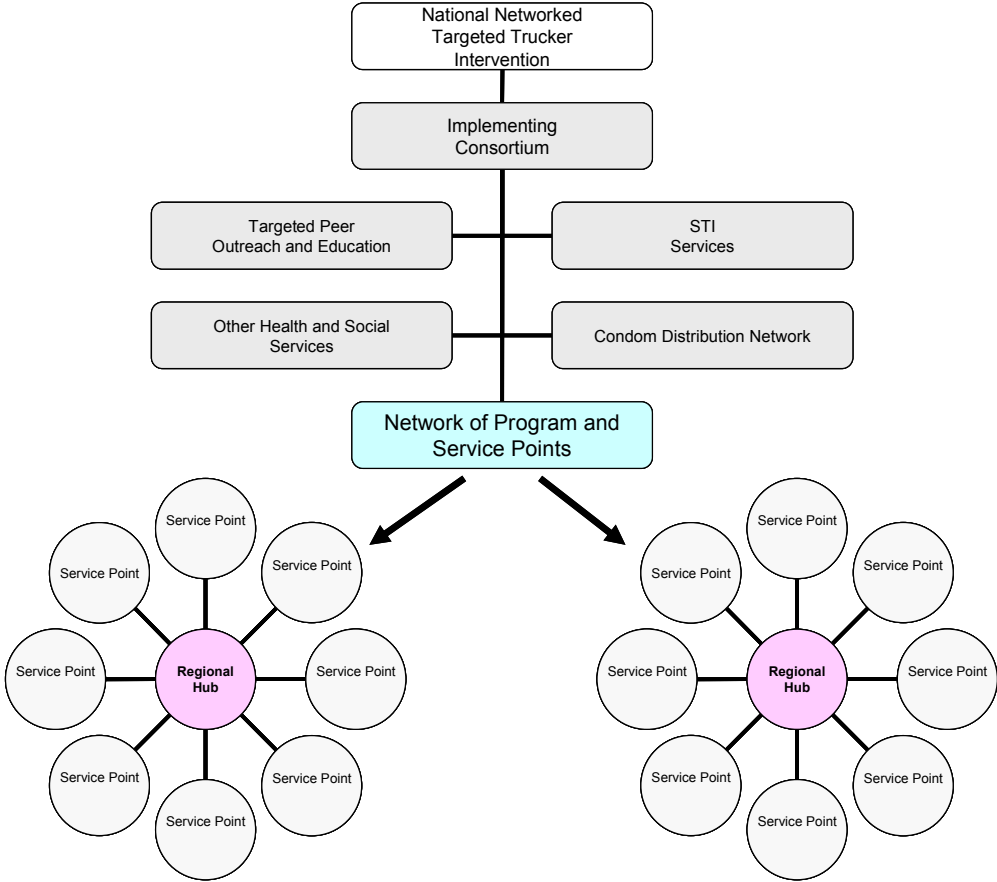 National Networked
Targeted Trucker
Intervention
Implementing
Consortium
Targeted Peer
Outreach and Education
STI
Services
Other Health and Social
Services
Condom Distribution Network
Network of Program and
Service Points
Service Point
Service Point
Service Point
Service Point
Regional
Hub
Service Point
Service Point
Service Point
Service Point
Service Point
Service Point
Service Point
Service Point
Regional
Hub
Service Point
Service Point
Service Point
Service Point